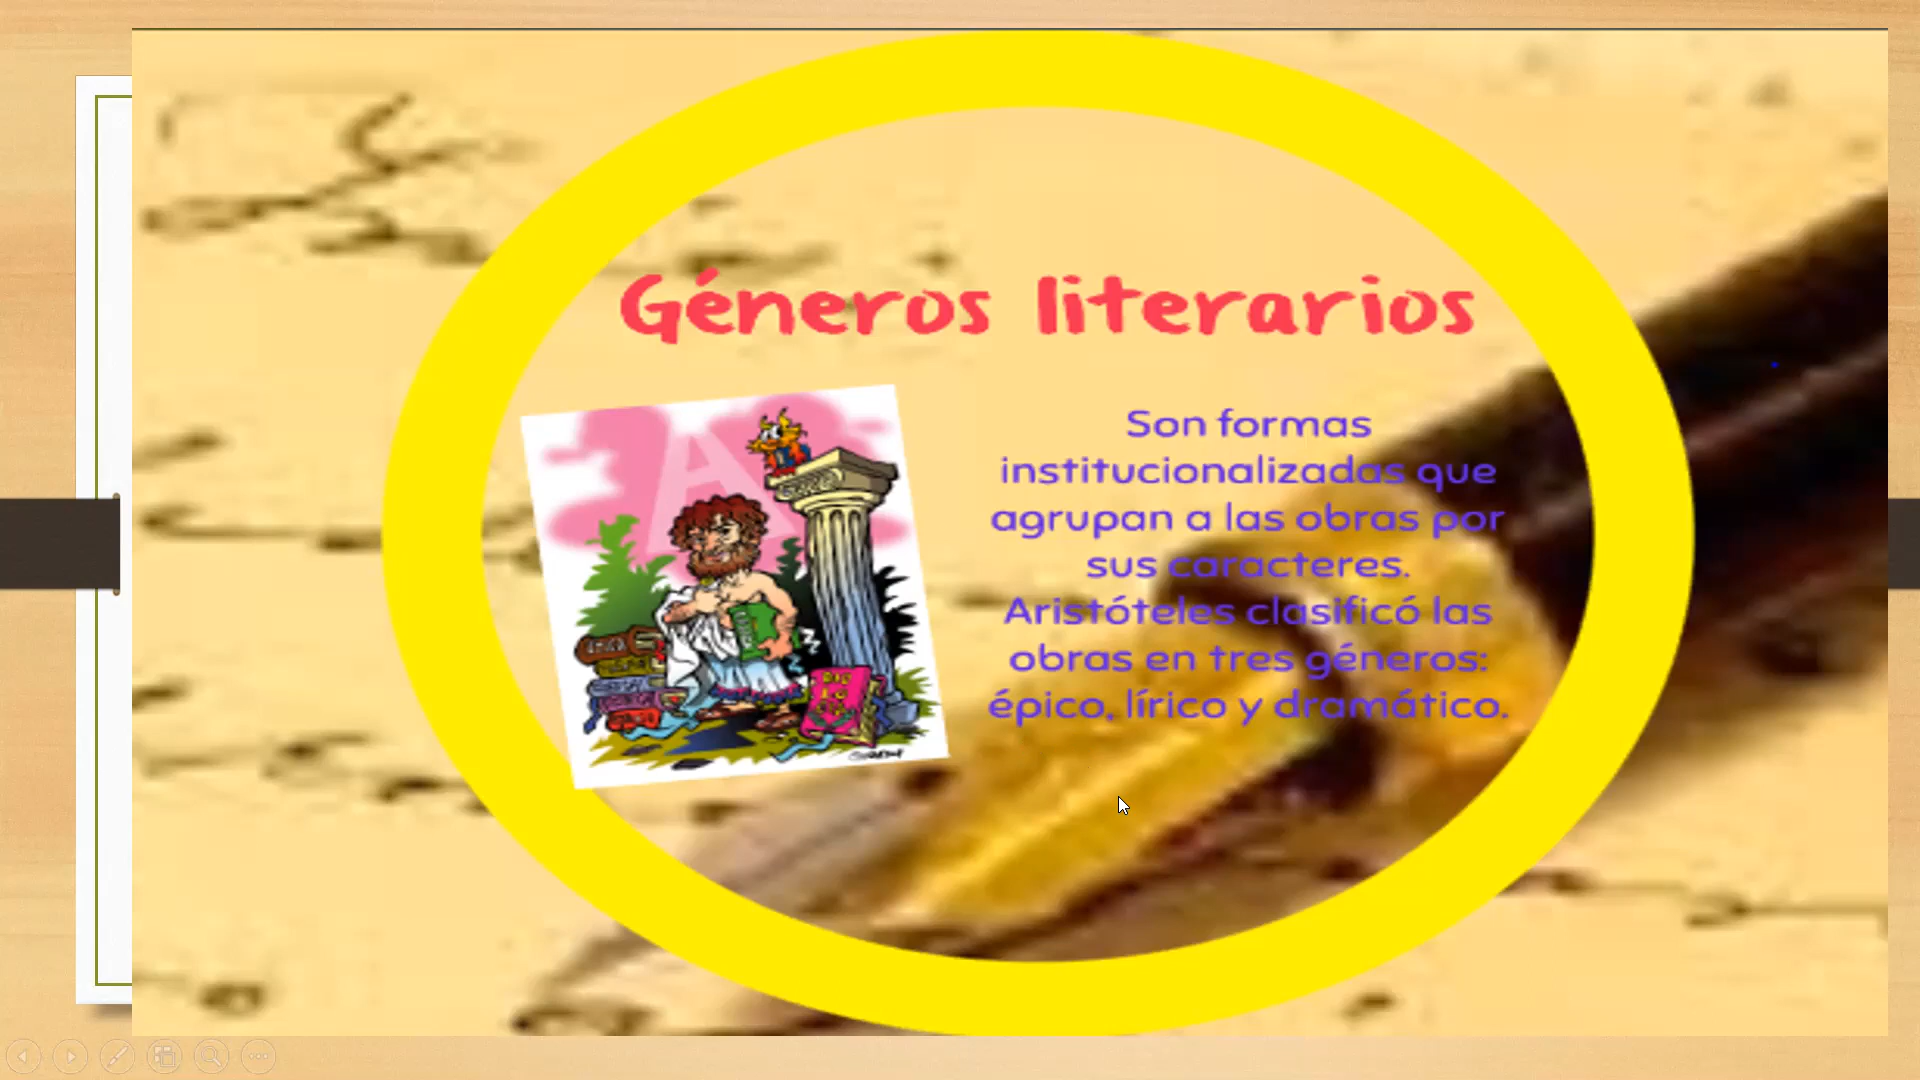 Géneros literarios
A
Son formas
institucionalizadas que
agrupan a las obras por
sus caracteres.
Aristóteles clasificó las
obras en tres géneros:
épico, lírico y dramático.